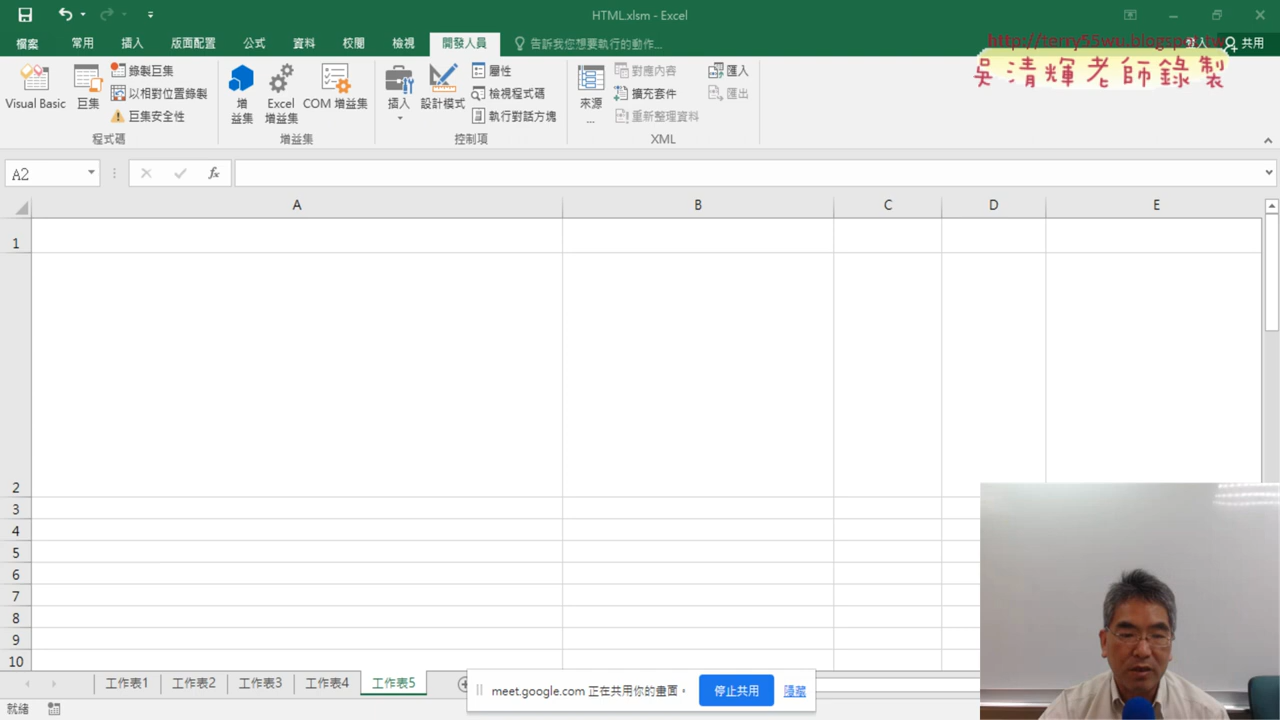 HTML.xlsm - Excel
檔案 常用 插入 版面配置 公式 資料 校閱 檢視 開發人員 告訴我您想要執行的動作... 登入 共用
http://terry55wu.blogspot.tw
吳清輝老師錄製
Visual Basic 巨集 錄製巨集 以相對位置錄製 巨集安全性
程式碼
增益集 Excel 增益集 COM 增益集
增益集
插入 設計模式 屬性 檢視程式碼 執行對話方塊
控制項
來源... 對應內容 擴充套件 重新整理資料 匯入 匯出
XML
A2 fx
A B C D E
1
2
3
4
5
6
7
8
9
10
工作表1 工作表2 工作表3 工作表4 工作表5
meet.google.com 正在共用你的畫面。 停止共用 隱藏
就緒